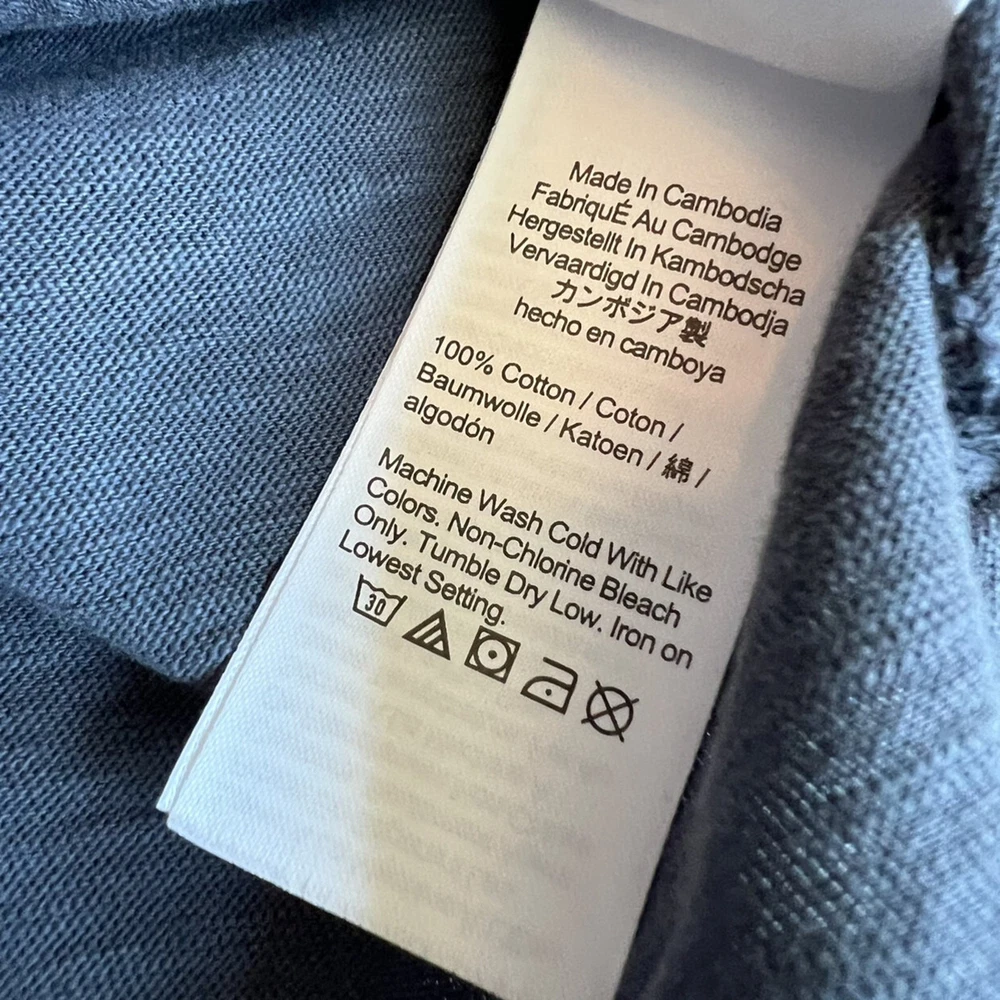 Made In Cambodia
FabriquÉ Au Cambodge
Hergestellt In Kambodscha
Vervaardigd In Cambodja
カンボジア製
hecho en camboya
100% Cotton / Coton /
Baumwolle / Katoen / 綿 /
algodón
Machine Wash Cold With Like
Colors. Non-Chlorine Bleach
Only. Tumble Dry Low. Iron on
Lowest Setting.
30